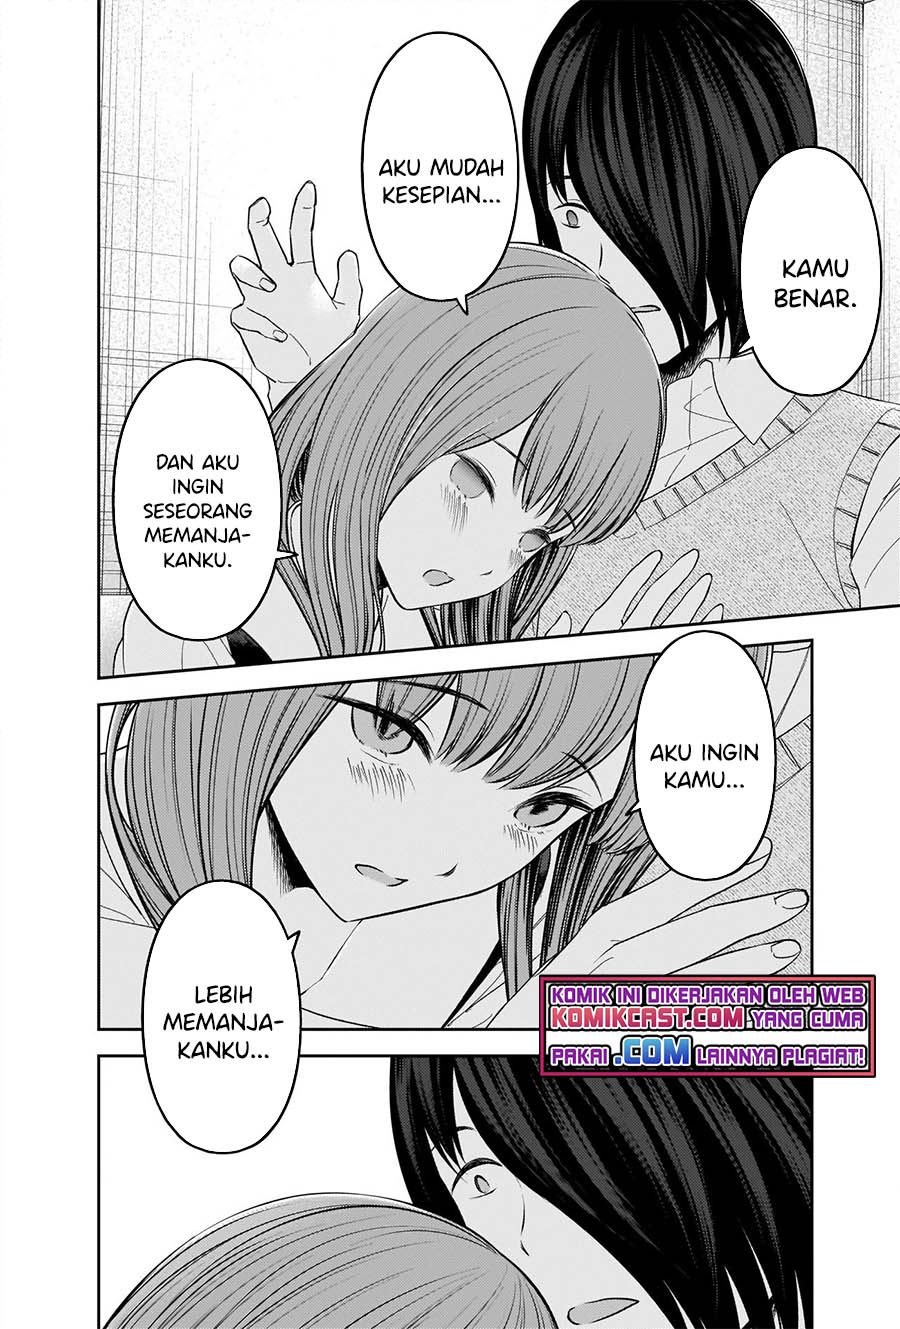 KAMU
BENAR.
AKU MUDAH
KESEPIAN...
DAN AKU
INGIN
SESEORANG
MEMANJA-
KANKU.
AKU INGIN
KAMU...
LEBIH
MEMANJA-
KANKU...
KOMIK INI DIKERJAKAN OLEH WEB
KOMIKCAST.COM YANG CUMA
PAKAI .COM LAINNYA PLAGIAT!